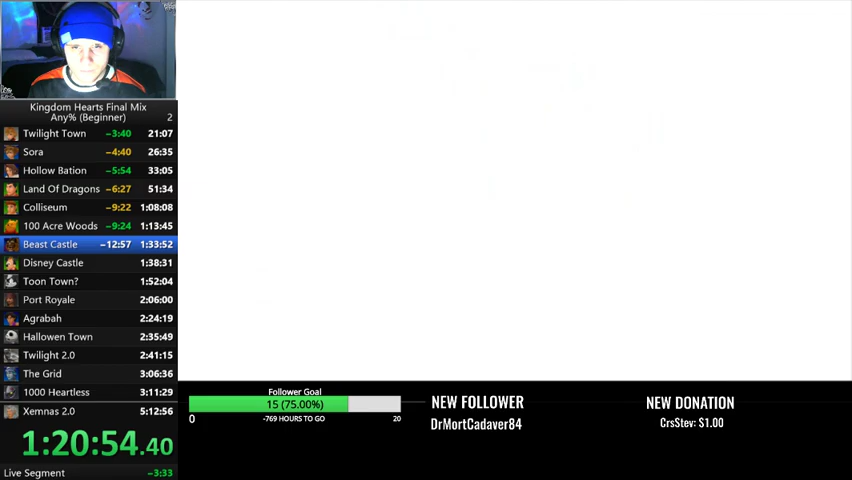 Kingdom Hearts Final Mix
Any% (Beginner) 2
Twilight Town -3:40 21:07
Sora -4:40 26:35
Hollow Bation -5:54 33:05
Land Of Dragons -6:27 51:34
Colliseum -9:22 1:08:08
100 Acre Woods -9:24 1:13:45
Beast Castle -12:57 1:33:52
Disney Castle 1:38:31
Toon Town? 1:52:04
Port Royale 2:06:00
Agrabah 2:24:19
Hallowen Town 2:35:49
Twilight 2.0 2:41:15
The Grid 3:06:36
1000 Heartless 3:11:29
Xemnas 2.0 5:12:56
1:20:54.40
Live Segment -3:33
Follower Goal
15 (75.00%)
0 -769 HOURS TO GO 20
NEW FOLLOWER
DrMortCadaver84
NEW DONATION
CrsStev: $1.00